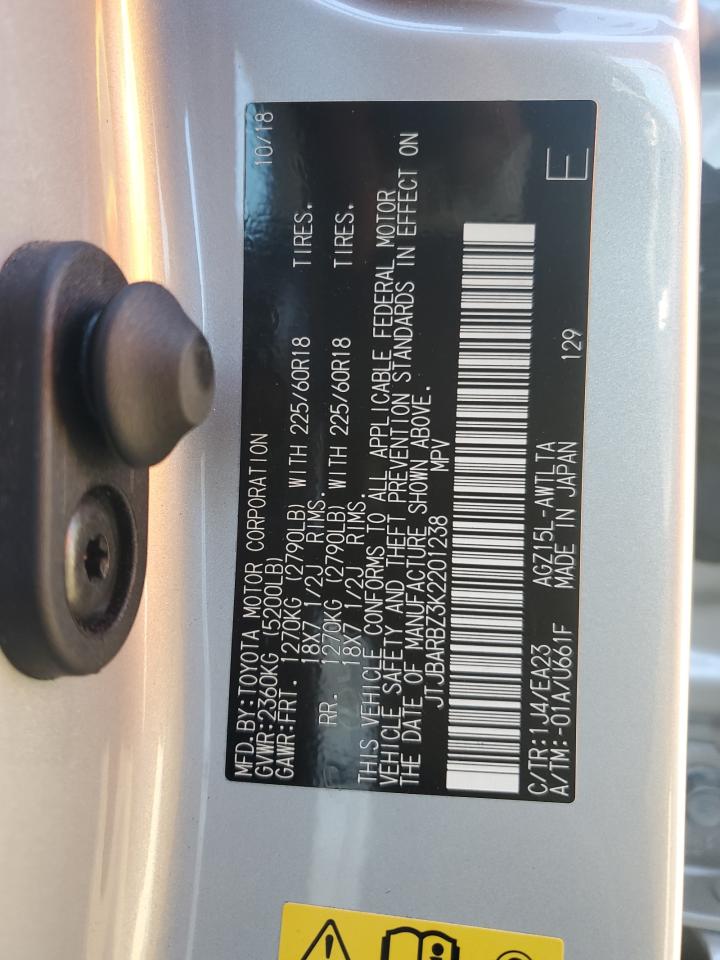 MFD.BY:TOYOTA MOTOR CORPORATION 10/18
GVWR:2360KG (5200LB)
GAWR:FRT. 1270KG (2790LB) WITH 225/60R18 TIRES.
18X7 1/2J RIMS.
RR. 1270KG (2790LB) WITH 225/60R18 TIRES.
18X7 1/2J RIMS.
THIS VEHICLE CONFORMS TO ALL APPLICABLE FEDERAL MOTOR
VEHICLE SAFETY AND THEFT PREVENTION STANDARDS IN EFFECT ON
THE DATE OF MANUFACTURE SHOWN ABOVE.
JTJBARBZ3K2201238 MPV
C/TR:1J4/EA23 AGZ15L-AWTLTA 129
A/TM:-01A/U661F MADE IN JAPAN
E